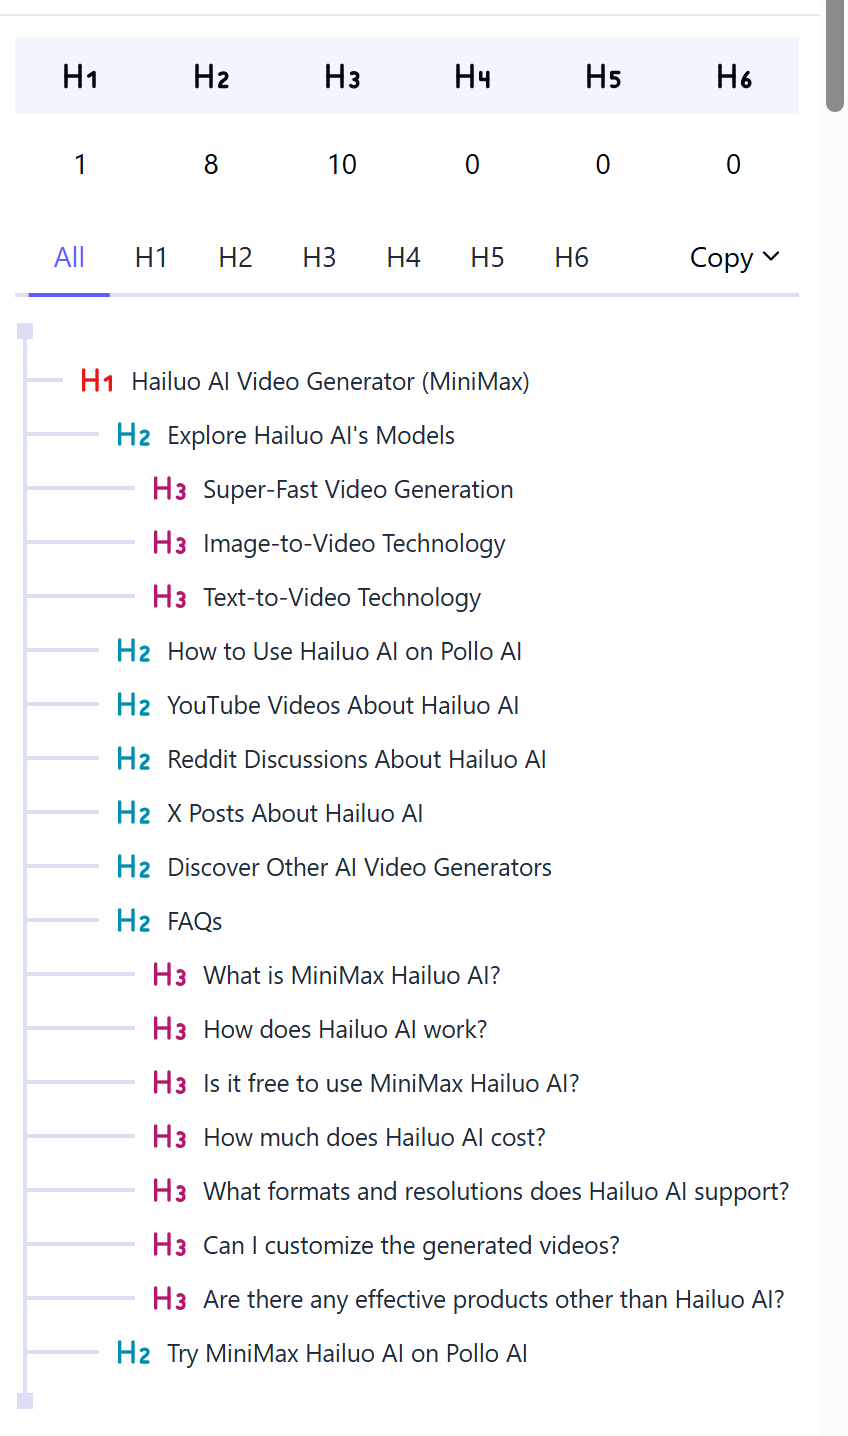 H1 H2 H3 H4 H5 H6
1 8 10 0 0 0
All H1 H2 H3 H4 H5 H6 Copy
H1 Hailuo AI Video Generator (MiniMax)
H2 Explore Hailuo AI's Models
H3 Super-Fast Video Generation
H3 Image-to-Video Technology
H3 Text-to-Video Technology
H2 How to Use Hailuo AI on Pollo AI
H2 YouTube Videos About Hailuo AI
H2 Reddit Discussions About Hailuo AI
H2 X Posts About Hailuo AI
H2 Discover Other AI Video Generators
H2 FAQs
H3 What is MiniMax Hailuo AI?
H3 How does Hailuo AI work?
H3 Is it free to use MiniMax Hailuo AI?
H3 How much does Hailuo AI cost?
H3 What formats and resolutions does Hailuo AI support?
H3 Can I customize the generated videos?
H3 Are there any effective products other than Hailuo AI?
H2 Try MiniMax Hailuo AI on Pollo AI